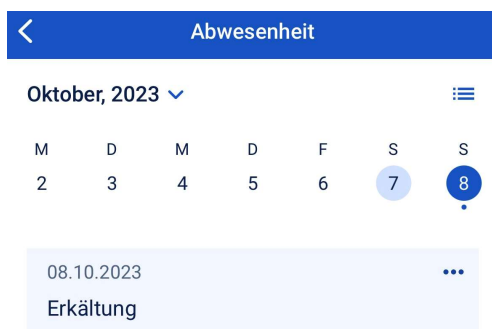 Abwesenheit
Oktober, 2023
M D M D F S S
2 3 4 5 6 7 8
08.10.2023
Erkältung